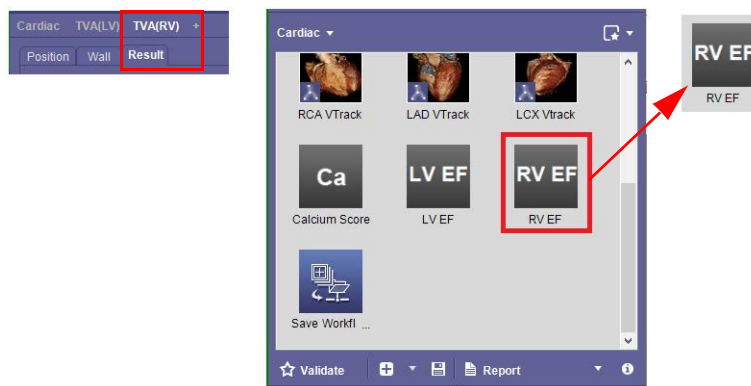 Cardiac TVA(LV) TVA(RV) +
Position Wall Result
Cardiac
RCA VTrack LAD VTrack LCX Vtrack
Ca LV EF RV EF
Calcium Score LV EF RV EF
Save Workfl ...
Validate Report
RV EF
RV EF